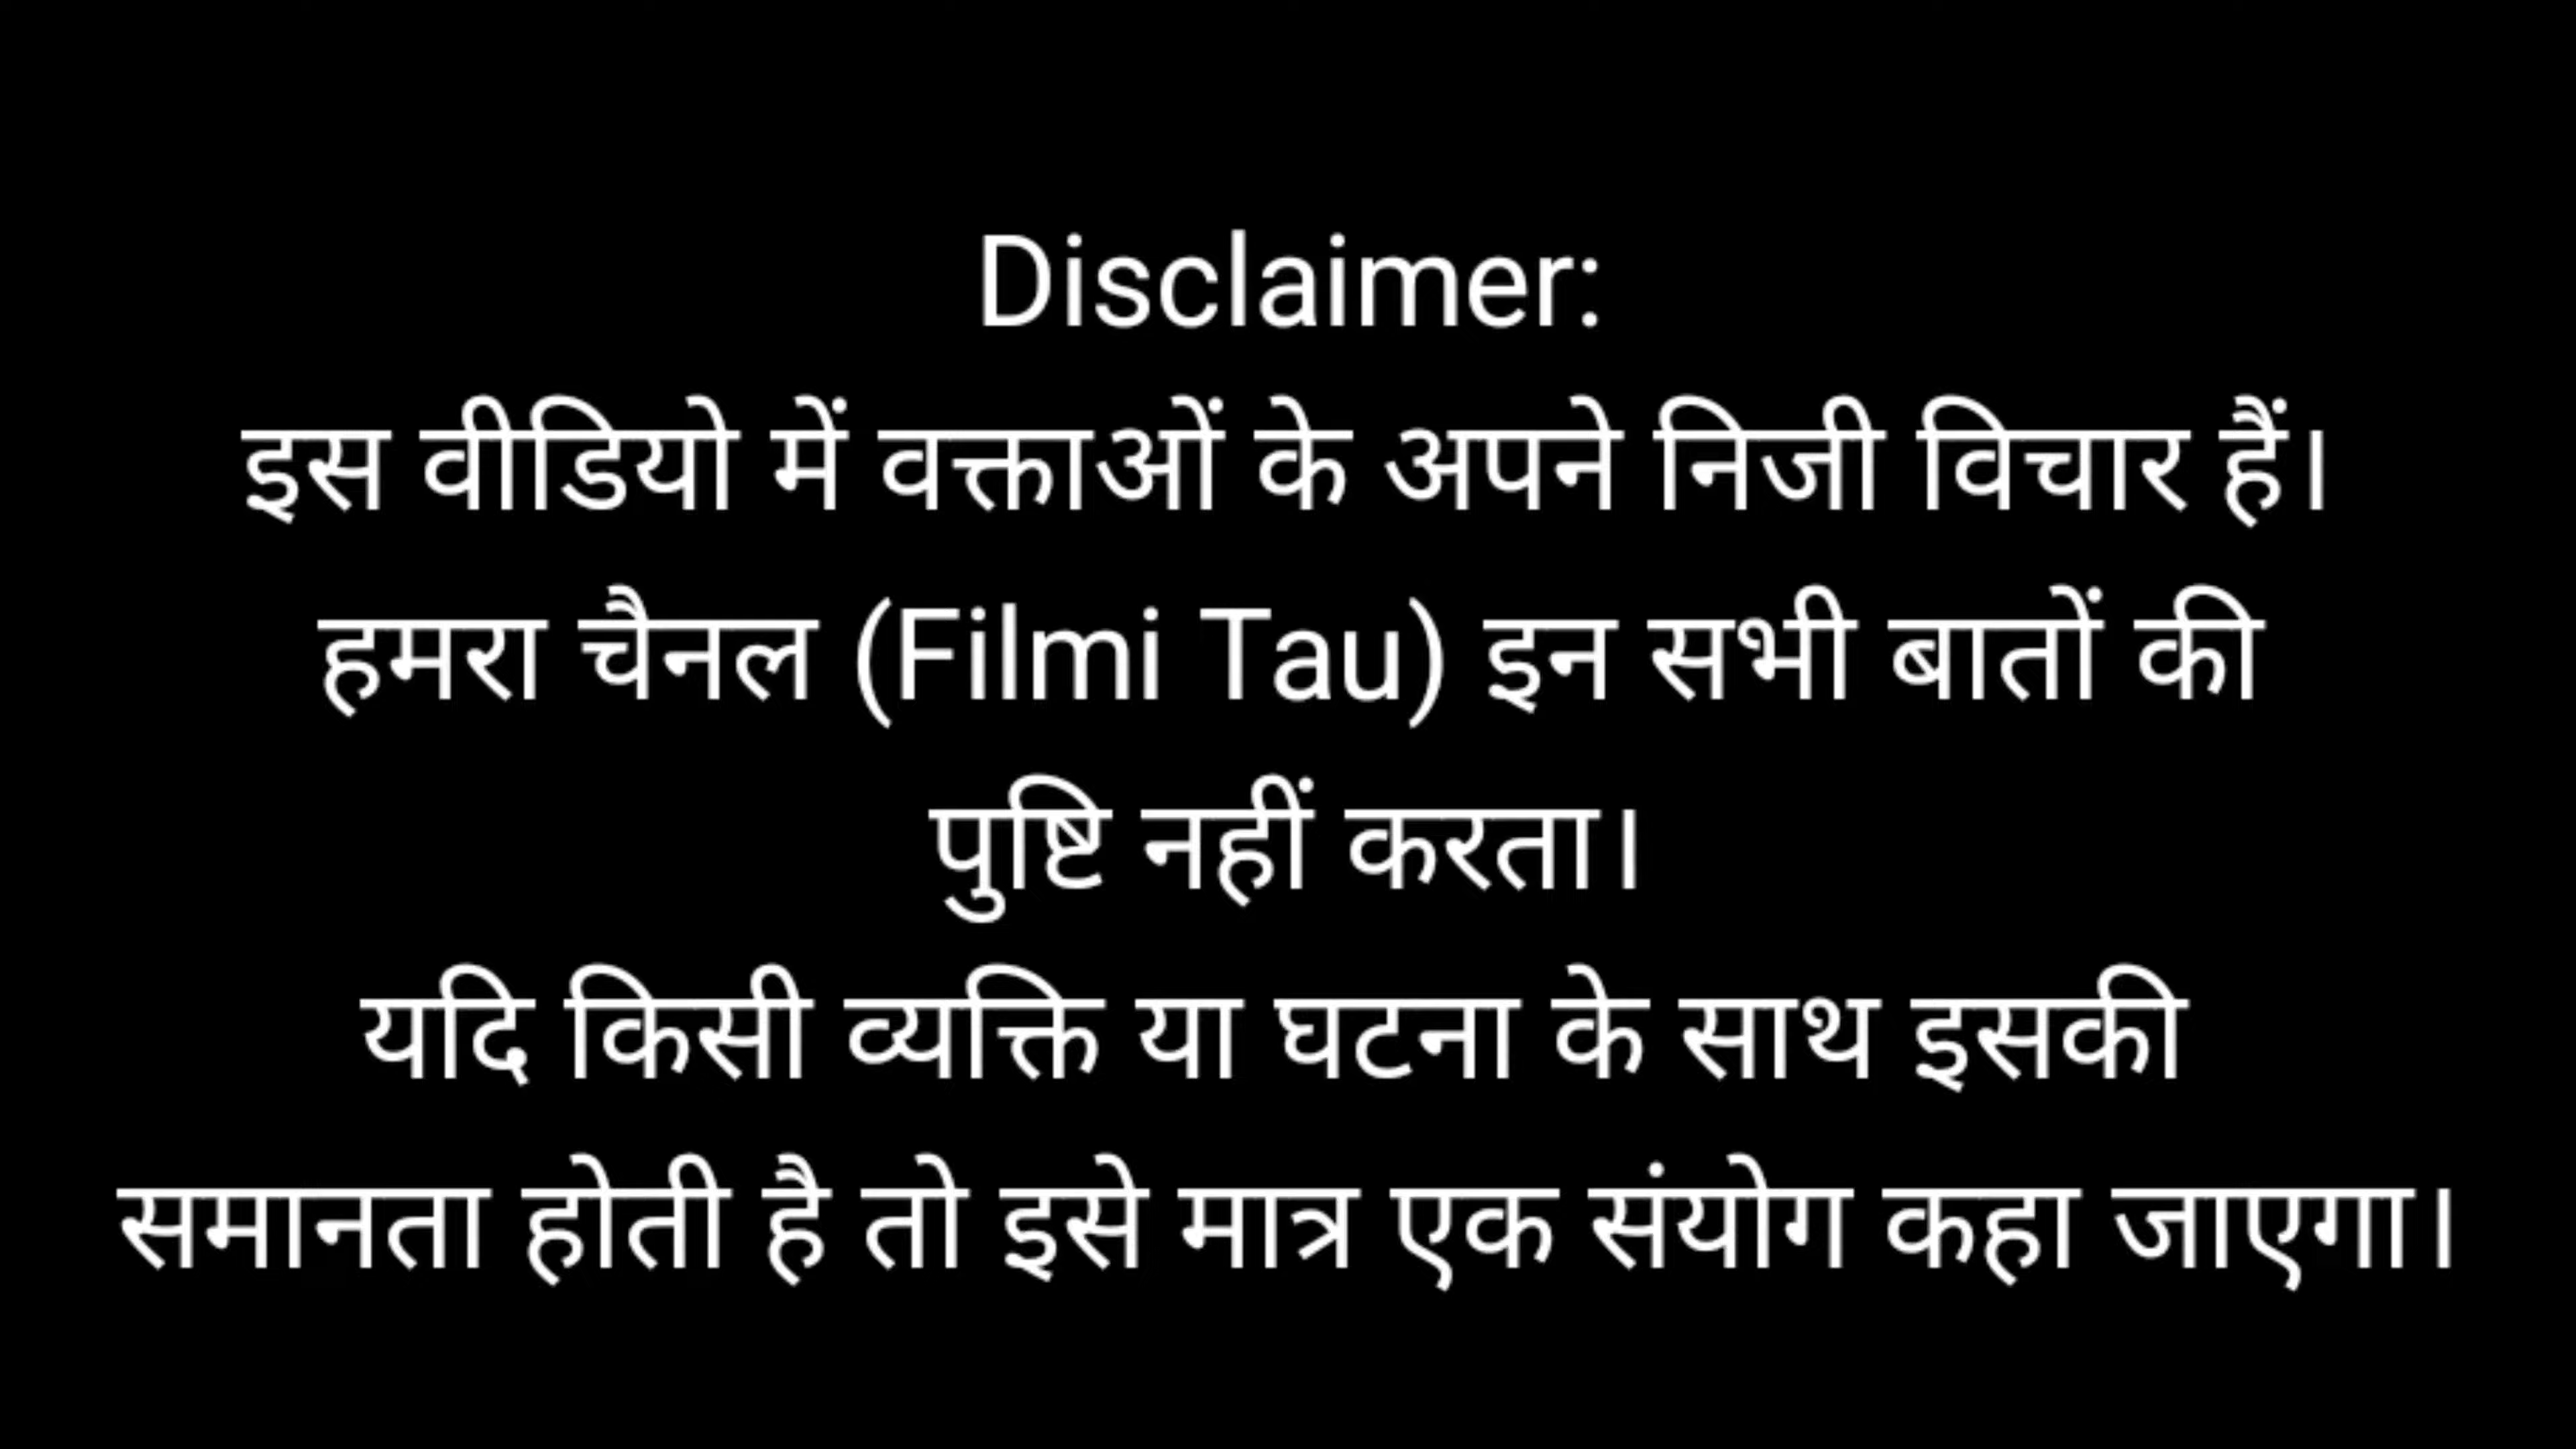 Disclaimer:
इस वीडियो में वक्ताओं के अपने निजी विचार हैं।
हमरा चैनल (Filmi Tau) इन सभी बातों की
पुष्टि नहीं करता।
यदि किसी व्यक्ति या घटना के साथ इसकी
समानता होती है तो इसे मात्र एक संयोग कहा जाएगा।